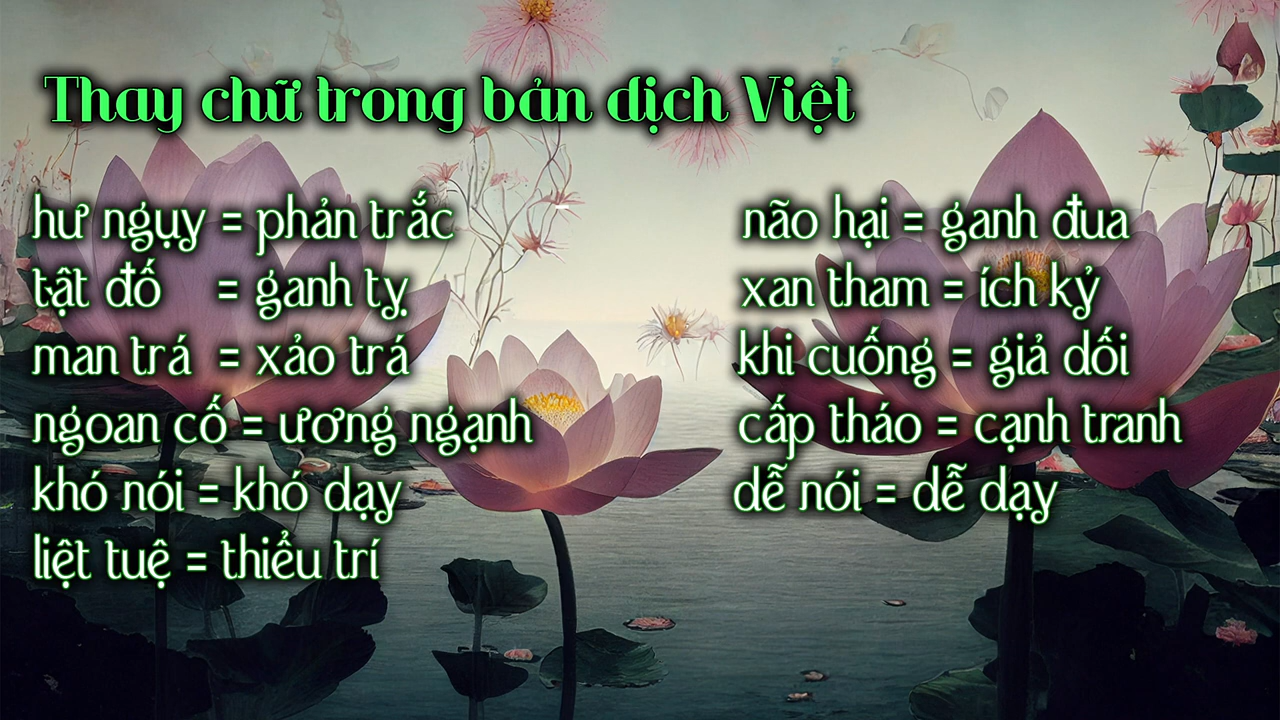 Thay chữ trong bản dịch Việt
hư ngụy = phản trắc
tật đố = ganh tỵ
man trá = xảo trá
ngoan cố = ương ngạnh
khó nói = khó dạy
liệt tuệ = thiểu trí
não hại = ganh đua
xan tham = ích kỷ
khi cuống = giả dối
cấp tháo = cạnh tranh
dễ nói = dễ dạy